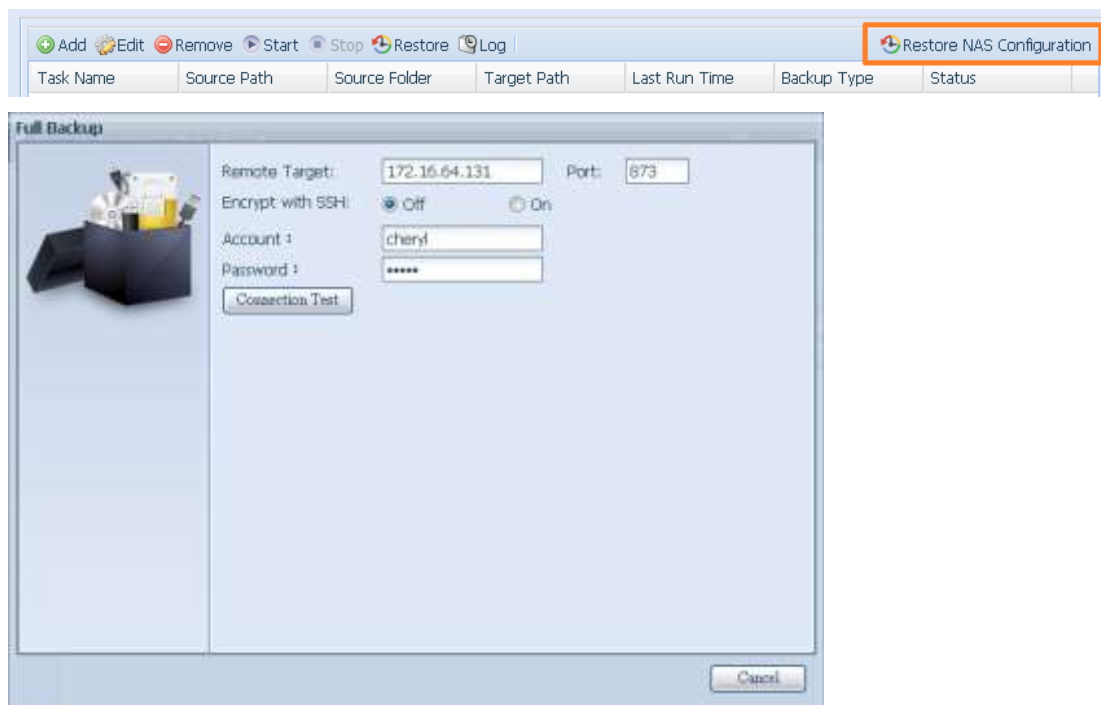 Add Edit Remove Start Stop Restore Log Restore NAS Configuration
Task Name Source Path Source Folder Target Path Last Run Time Backup Type Status
Full Backup
Remote Target: 172.16.64.131 Port: 873
Encrypt with SSH: Off On
Account : cheryl
Password : •••••
Connection Test
Cancel